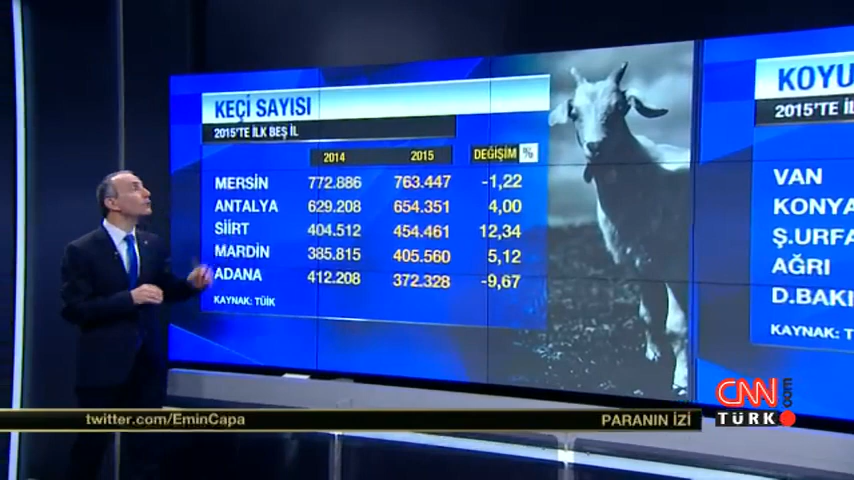 KEÇİ SAYISI
2015'TE İLK BEŞ İL
2014 2015 DEĞİŞİM %
MERSİN 772.886 763.447 -1,22
ANTALYA 629.208 654.351 4,00
SİİRT 404.512 454.461 12,34
MARDİN 385.815 405.560 5,12
ADANA 412.208 372.328 -9,67
KAYNAK: TÜİK
KOYU
2015'TE İL
VAN
KONYA
Ş.URFA
AĞRI
D.BAKI
KAYNAK: T
twitter.com/EminCapa
PARANIN İZİ
CNN
TÜRK
.com